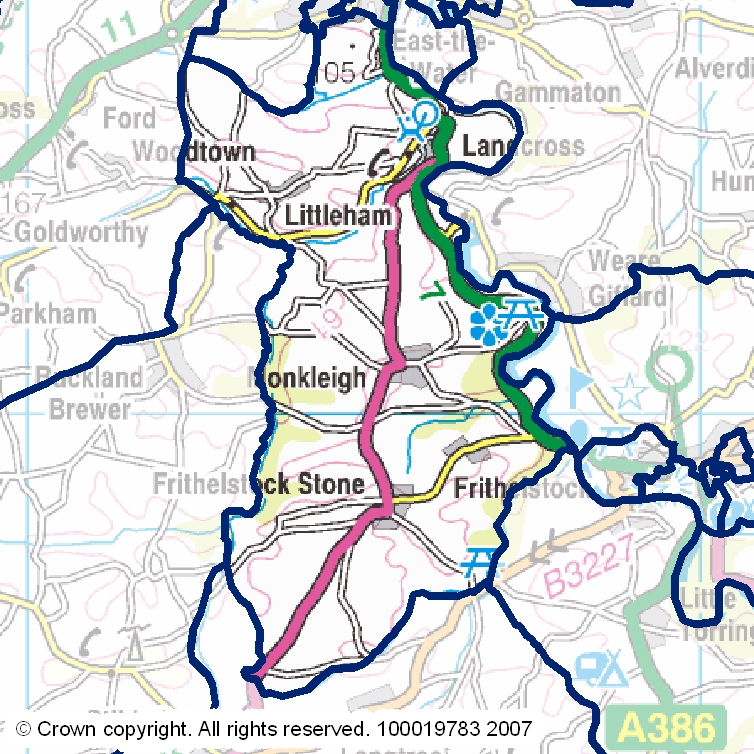 11
East-the-
Water
105
Alverdi
Ford
Gammaton
oss
Woodtown
Landcross
167
Hun
Littleham
Goldworthy
Weare
Giffard
7
Parkham
Monkleigh
Buckland
Brewer
Frithelstock Stone
Frithelstock
B3227
Little
Torring
A386
© Crown copyright. All rights reserved. 100019783 2007